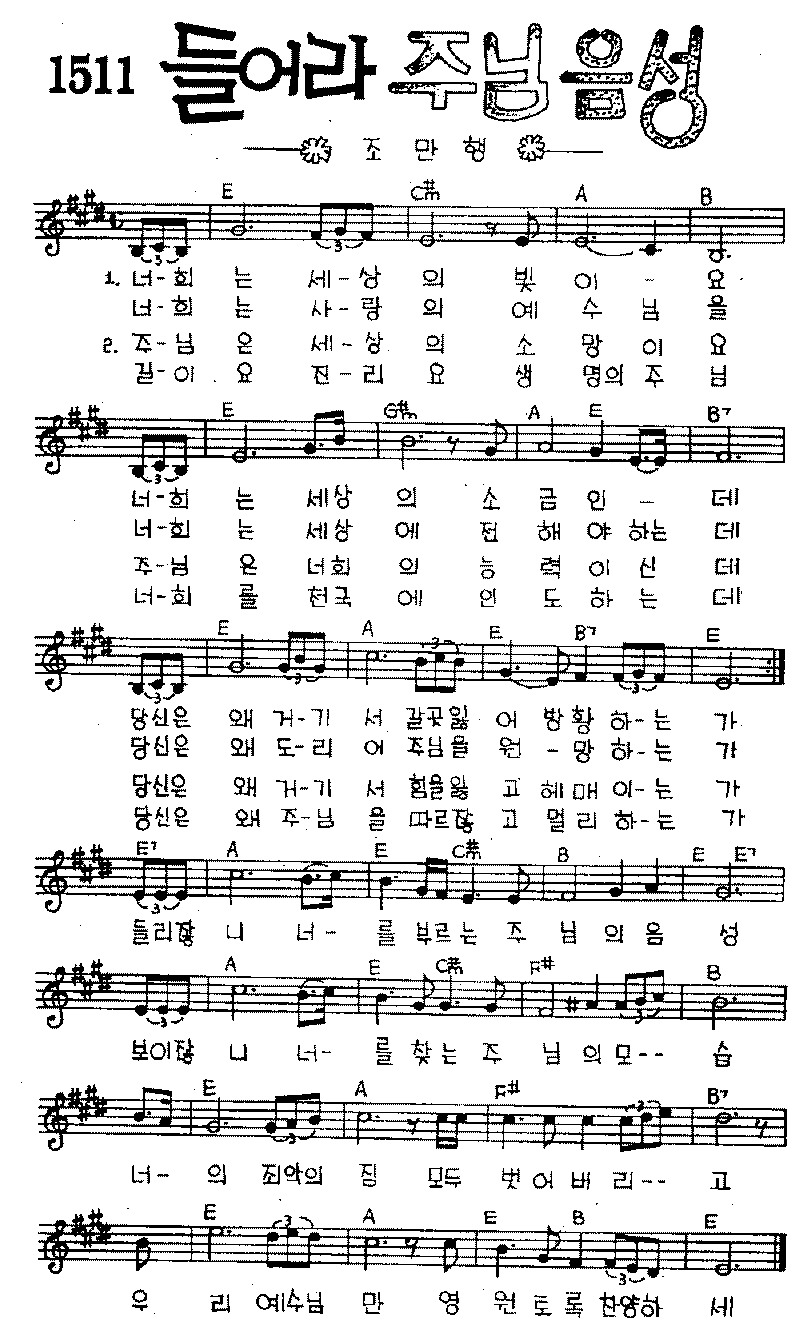 1511 들어라 주님 음성
조 만 행
E C#m A B
1. 너-희 는 세-상 의 빛 이 - 요
너-희 는 사-랑 의 예 수 님 을
2. 주-님 은 세-상 의 소 망 이 요
길-이 요 진-리 요 생 명의 주 님
E G#m A E B7
너-희 는 세상 의 소 금 인 - 데
너-희 는 세상 에 전 해 야 하는 데
주-님 은 너희 의 능 력 이 신 데
너-희 를 천국 에 인 도 하 는 데
E A E B7 E
당신은 왜 거-기 서 갈곳잃 어 방 황 하-는 가
당신은 왜 도-리 어 주님을 원 - 망 하-는 가
당신은 왜 거-기 서 힘을잃 고 헤 매 이-는 가
당신은 왜 주-님 을 따르잖 고 멀 리 하-는 가
E7 A E C#m B E E7
들리잖 니 너- 를 부르는 주 님 의 음 성
A E C#m F# B
보이잖 니 너- 를 찾 는 주 님 의 모-- 습
E A F# B7
너- 의 죄악의 짐 모두 벗 어 버 리-- 고
E A E B E
우 리 예수님 만 영 원 토 록 찬양하 세